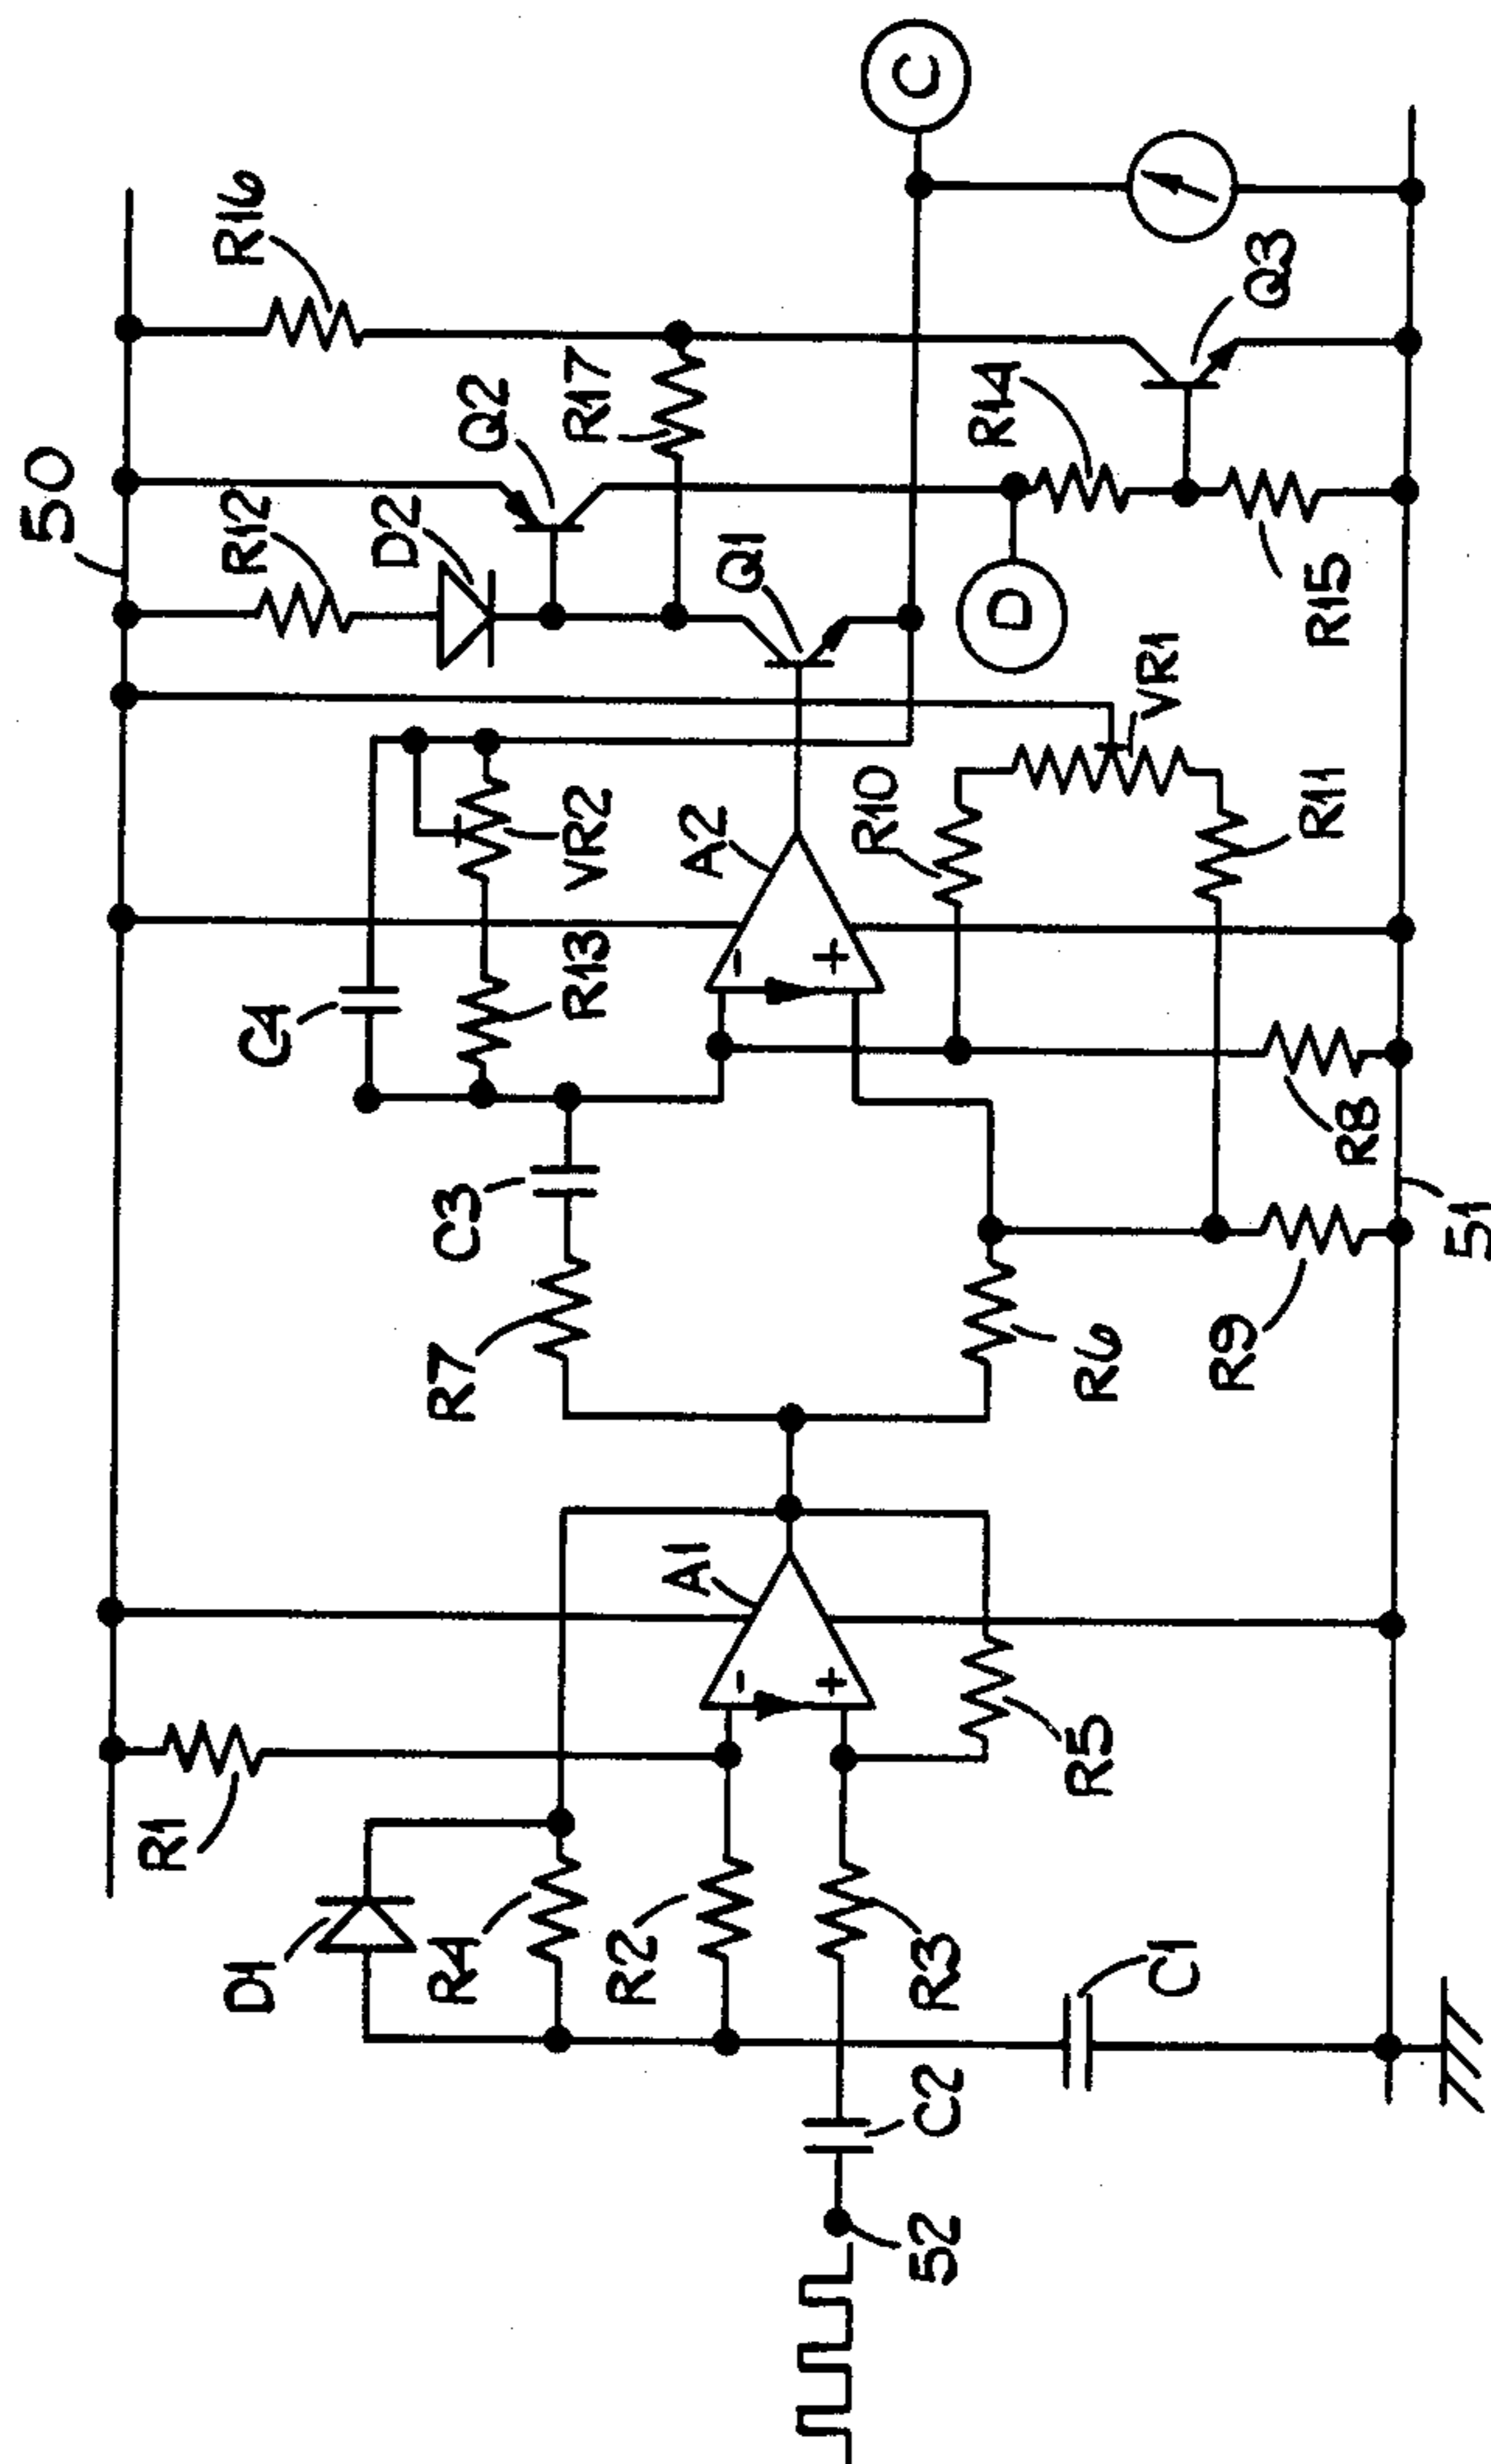 50
R16
R12
D2
Q2
R17
Q1
C
Q3
R14
D
R15
VR1
R10
R11
A2
VR2
R13
C4
-
+
C3
R8
51
R7
R6
R9
A1
-
+
R1
R5
D1
R4
R2
R3
C1
C2
52